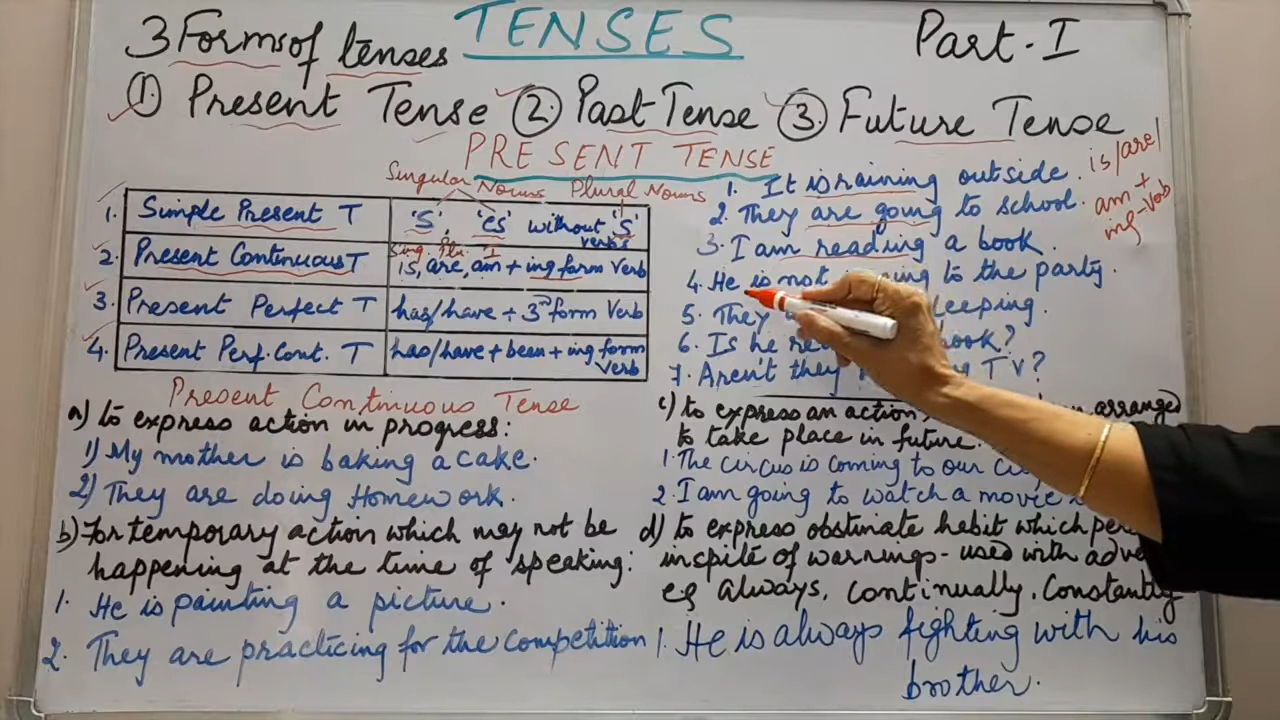 3 Forms of tenses TENSES Part-I
① Present Tense ② Past Tense ③ Future Tense
PRESENT TENSE
Singular Nouns Plural Nouns
1. Simple Present T 'S', 'es' without 'S' verbs
Sing. Plu. I
2. Present Continuous T is, are, am + ing form Verb
3. Present Perfect T has/have + 3rd form Verb
4. Present Perf. Cont. T has/have + been + ing form Verb
1. It is raining outside.
2. They are going to school.
3. I am reading a book.
4. He is not to the party.
5. They
6. Is he book?
7. Aren't they TV?
is/are/
am +
ing-verb
Present Continuous Tense
a) to express action in progress:
1) My mother is baking a cake.
2) They are doing Homework.
b) For temporary action which may not be
happening at the time of speaking:
1. He is painting a picture.
2. They are practicing for the competition
c) to express an action, arranged
to take place in future.
1. The circus is coming to our
2. I am going to watch a movie
d) to express obstinate habit which
inspite of warnings - used with
eg always, continually, constantly
1. He is always fighting with his
brother.